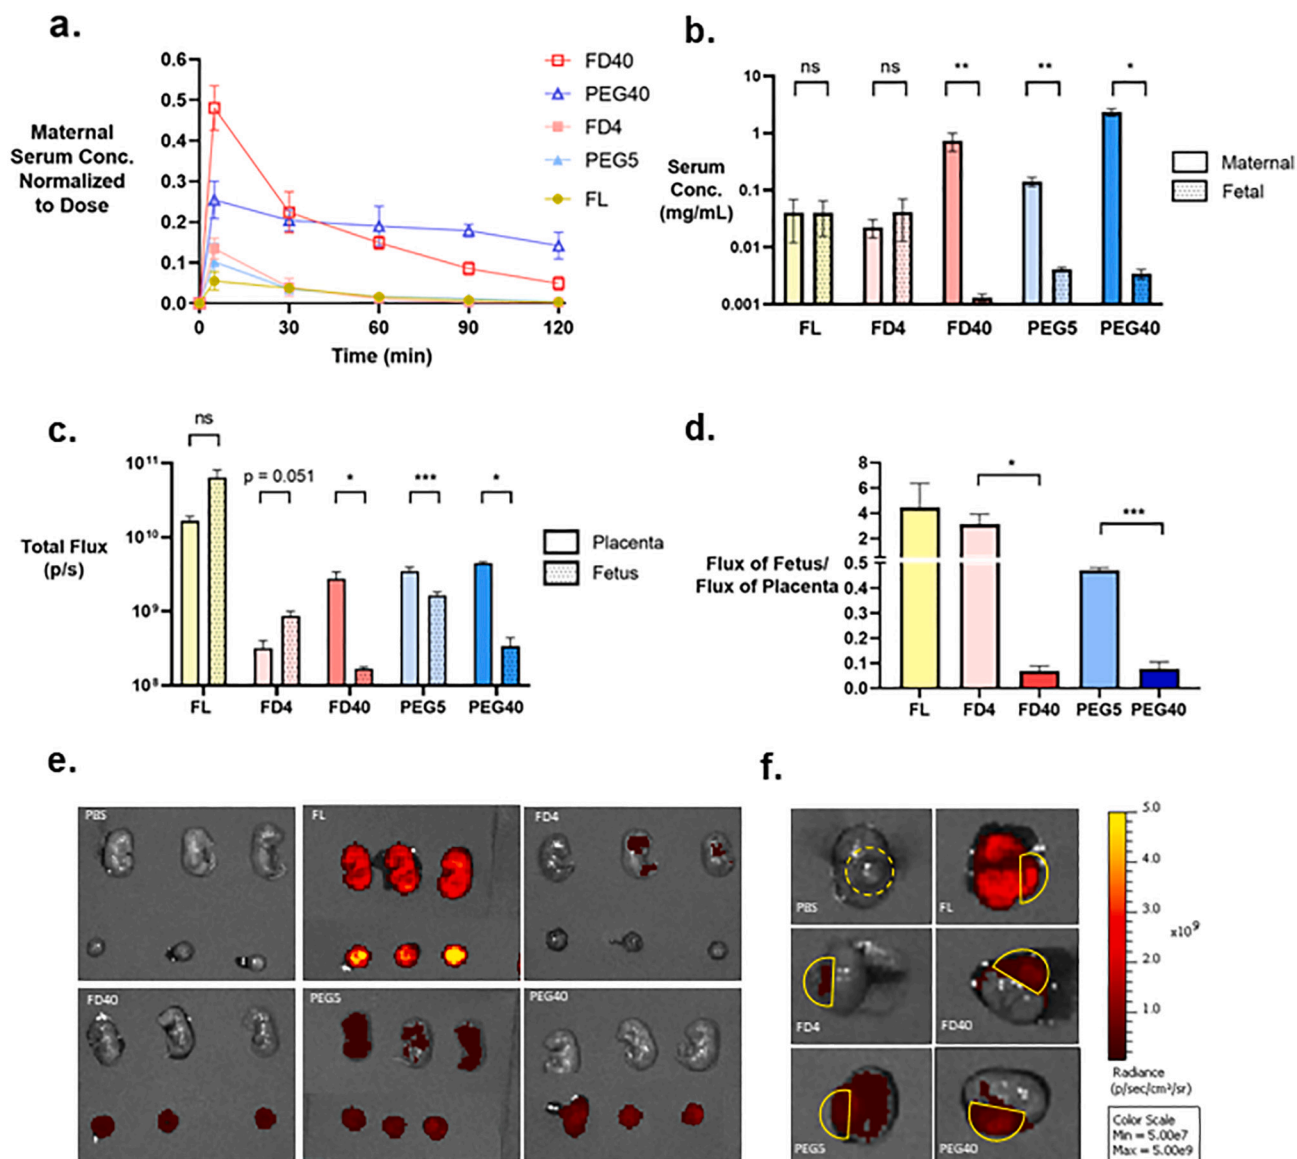 a.
0.6
0.5
0.4
0.3
0.2
0.1
0.0
Maternal
Serum Conc.
Normalized
to Dose
0 30 60 90 120
Time (min)
FD40
PEG40
FD4
PEG5
FL
b.
ns ns ** ** *
10
1
0.1
0.01
0.001
Serum
Conc.
(mg/mL)
FL FD4 FD40 PEG5 PEG40
Maternal
Fetal
c.
ns
p = 0.051 * *** *
10¹¹
10¹⁰
10⁹
10⁸
Total Flux
(p/s)
FL FD4 FD40 PEG5 PEG40
Placenta
Fetus
d.
* ***
8
6
4
2
0.5
0.4
0.3
0.2
0.1
0.0
Flux of Fetus/
Flux of Placenta
FL FD4 FD40 PEG5 PEG40
e.
PBS FL FD4
FD40 PEG5 PEG40
f.
PBS FL
FD4 FD40
PEG5 PEG40
5.0
4.0
3.0
x10⁹
2.0
1.0
Radiance
(p/sec/cm²/sr)
Color Scale
Min = 5.00e7
Max = 5.00e9